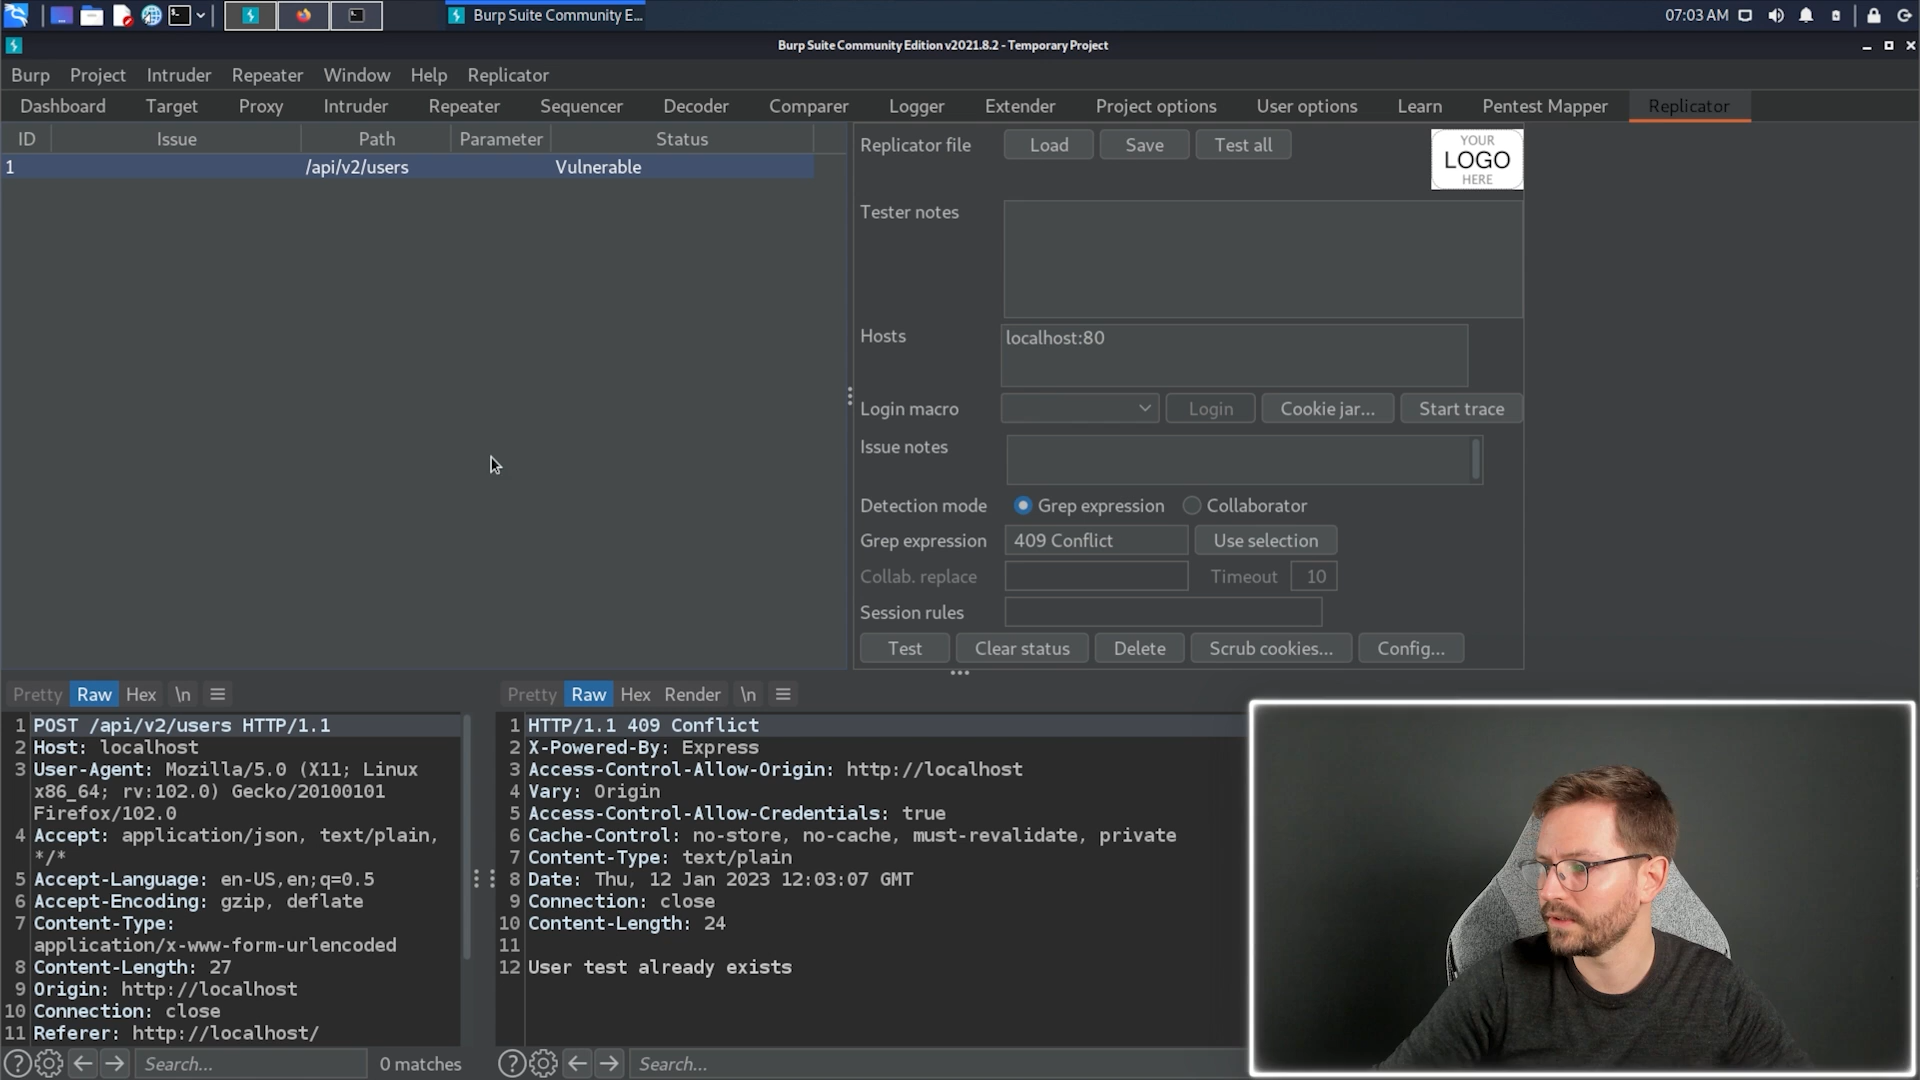 Burp Suite Community E...
07:03 AM
Burp Suite Community Edition v2021.8.2 - Temporary Project
Burp Project Intruder Repeater Window Help Replicator
Dashboard Target Proxy Intruder Repeater Sequencer Decoder Comparer Logger Extender Project options User options Learn Pentest Mapper Replicator
ID Issue Path Parameter Status
1 /api/v2/users Vulnerable
Replicator file Load Save Test all
YOUR
LOGO
HERE
Tester notes
Hosts localhost:80
Login macro Login Cookie jar... Start trace
Issue notes
Detection mode Grep expression Collaborator
Grep expression 409 Conflict Use selection
Collab. replace Timeout 10
Session rules
Test Clear status Delete Scrub cookies... Config...
Pretty Raw Hex \n
1 POST /api/v2/users HTTP/1.1
2 Host: localhost
3 User-Agent: Mozilla/5.0 (X11; Linux
x86_64; rv:102.0) Gecko/20100101
Firefox/102.0
4 Accept: application/json, text/plain,
*/*
5 Accept-Language: en-US,en;q=0.5
6 Accept-Encoding: gzip, deflate
7 Content-Type:
application/x-www-form-urlencoded
8 Content-Length: 27
9 Origin: http://localhost
10 Connection: close
11 Referer: http://localhost/
Search... 0 matches
Pretty Raw Hex Render \n
1 HTTP/1.1 409 Conflict
2 X-Powered-By: Express
3 Access-Control-Allow-Origin: http://localhost
4 Vary: Origin
5 Access-Control-Allow-Credentials: true
6 Cache-Control: no-store, no-cache, must-revalidate, private
7 Content-Type: text/plain
8 Date: Thu, 12 Jan 2023 12:03:07 GMT
9 Connection: close
10 Content-Length: 24
11
12 User test already exists
Search...